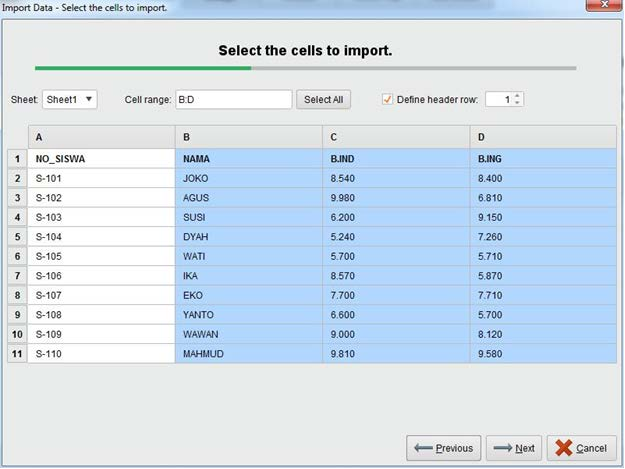 Import Data - Select the cells to import.
Select the cells to import.
Sheet: Sheet1 Cell range: B:D Select All Define header row: 1
A B C D
1 NO_SISWA NAMA B.IND B.ING
2 S-101 JOKO 8.540 8.400
3 S-102 AGUS 9.980 6.810
4 S-103 SUSI 6.200 9.150
5 S-104 DYAH 5.240 7.260
6 S-105 WATI 5.700 5.710
7 S-106 IKA 8.570 5.870
8 S-107 EKO 7.700 7.710
9 S-108 YANTO 6.600 5.700
10 S-109 WAWAN 9.000 8.120
11 S-110 MAHMUD 9.810 9.580
Previous Next Cancel